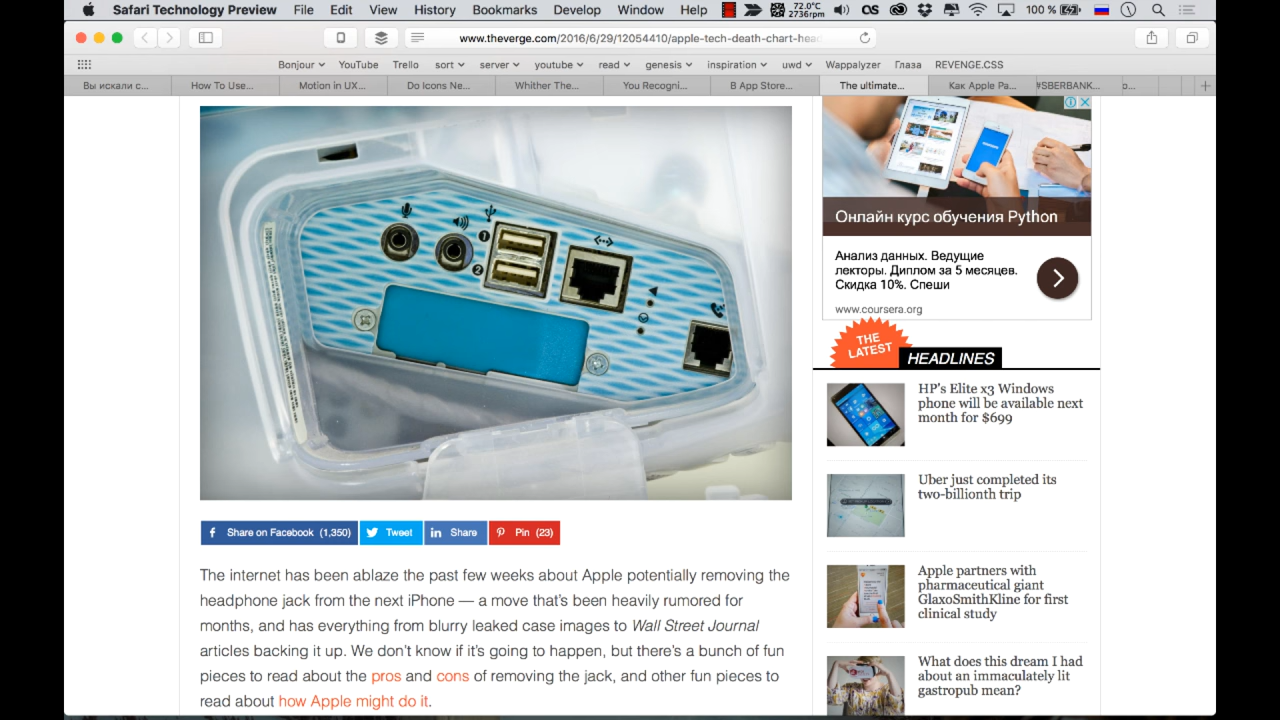 Safari Technology Preview File Edit View History Bookmarks Develop Window Help 72.0°C 2736rpm 100 %
www.theverge.com/2016/6/29/12054410/apple-tech-death-chart-head
Bonjour YouTube Trello sort server youtube read genesis inspiration uwd Wappalyzer Глаза REVENGE.CSS
Вы искали с... How To Use... Motion in UX... Do Icons Ne... Whither The... You Recogni... В App Store... The ultimate... Как Apple Pa... #SBERBANK...
Онлайн курс обучения Python
Анализ данных. Ведущие
лекторы. Диплом за 5 месяцев.
Скидка 10%. Спеши
www.coursera.org
THE
LATEST
HEADLINES
HP's Elite x3 Windows
phone will be available next
month for $699
Uber just completed its
two-billionth trip
Apple partners with
pharmaceutical giant
GlaxoSmithKline for first
clinical study
What does this dream I had
about an immaculately lit
gastropub mean?
1
2
Share on Facebook (1,350) Tweet Share Pin (23)
The internet has been ablaze the past few weeks about Apple potentially removing the
headphone jack from the next iPhone — a move that's been heavily rumored for
months, and has everything from blurry leaked case images to Wall Street Journal
articles backing it up. We don't know if it's going to happen, but there's a bunch of fun
pieces to read about the pros and cons of removing the jack, and other fun pieces to
read about how Apple might do it.